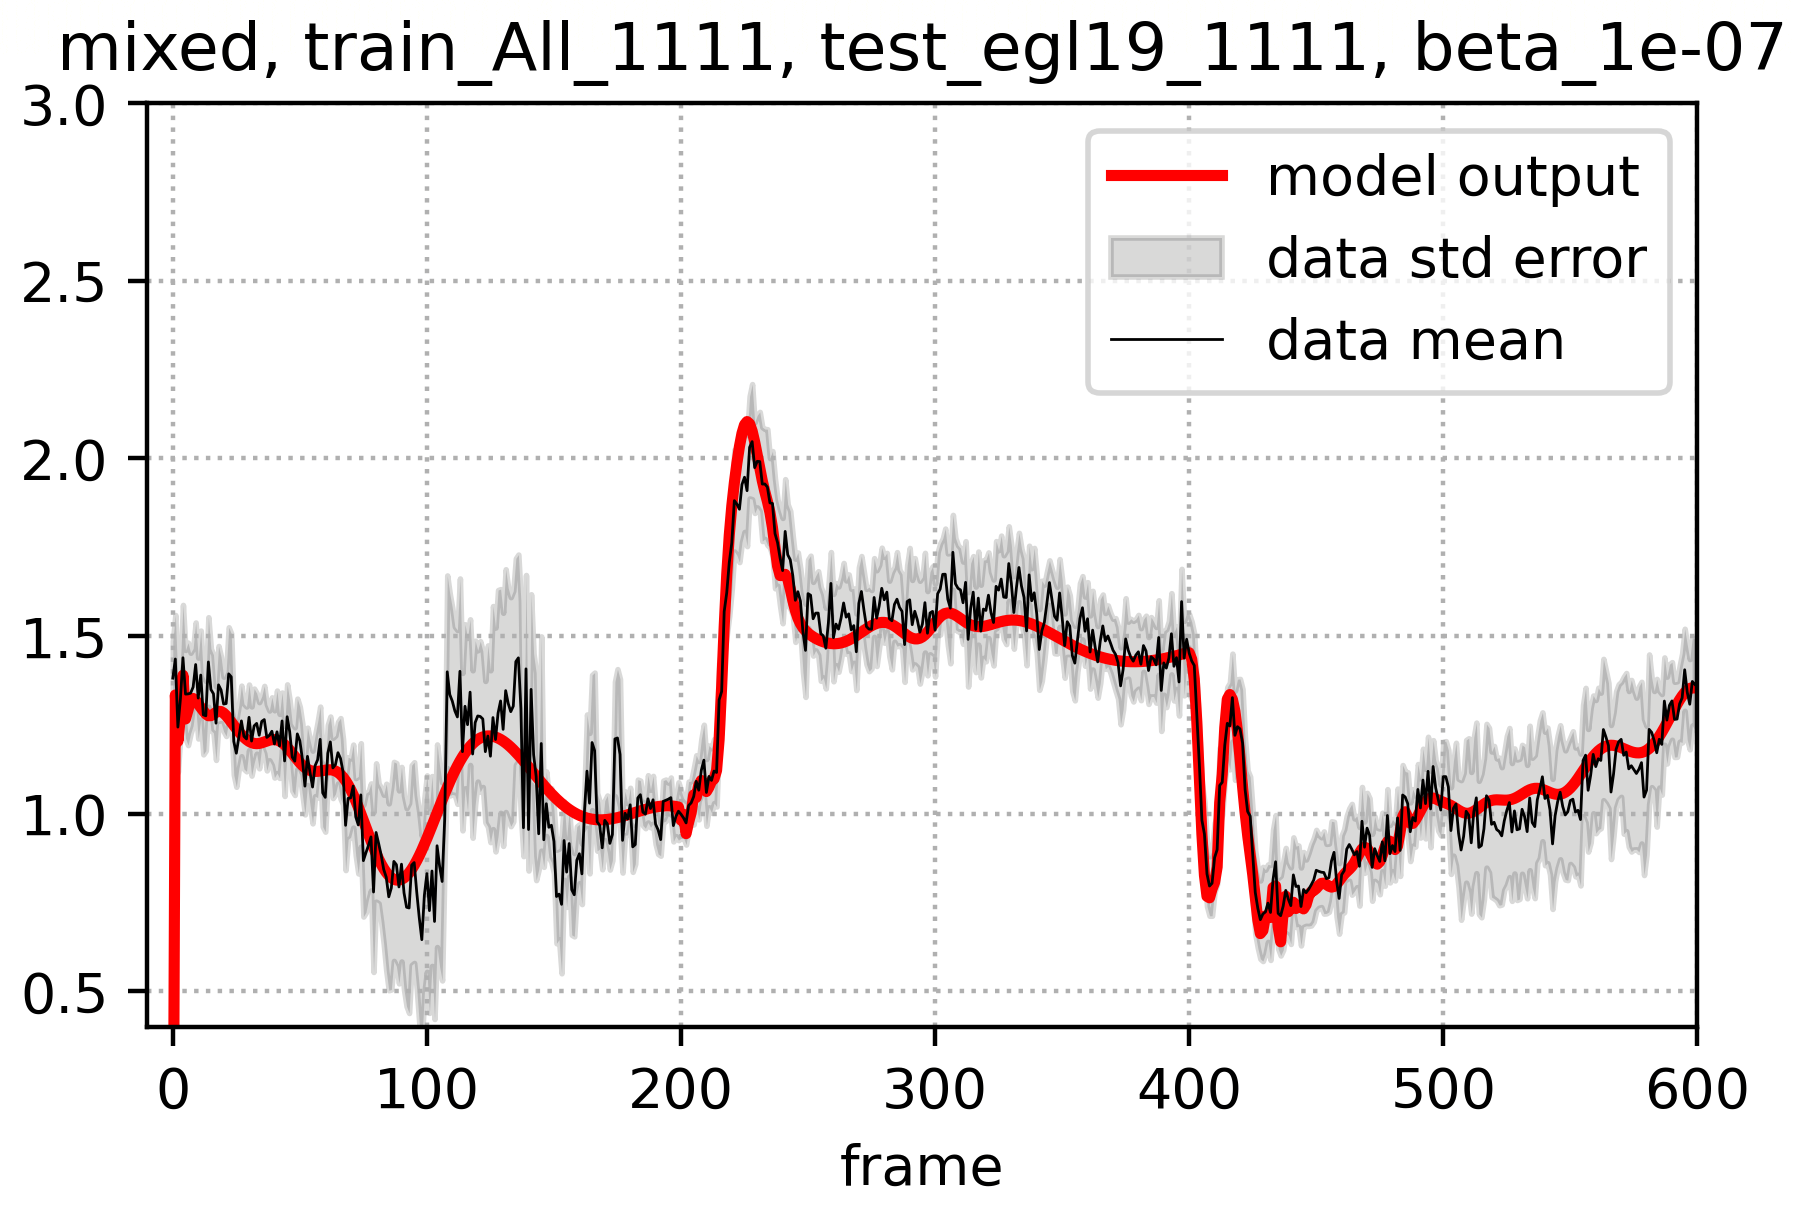 mixed, train_All_1111, test_egl19_1111, beta_1e-07
3.0
2.5
2.0
1.5
1.0
0.5
model output
data std error
data mean
0 100 200 300 400 500 600
frame